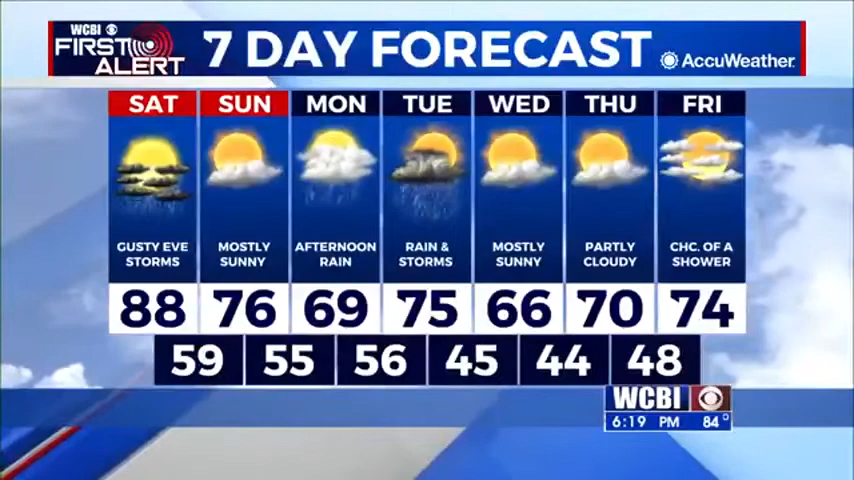 WCBI
FIRST
ALERT
7 DAY FORECAST
AccuWeather
SAT SUN MON TUE WED THU FRI
GUSTY EVE STORMS
MOSTLY SUNNY
AFTERNOON RAIN
RAIN & STORMS
MOSTLY SUNNY
PARTLY CLOUDY
CHC. OF A SHOWER
88 76 69 75 66 70 74
59 55 56 45 44 48
WCBI
6:19 PM 84°